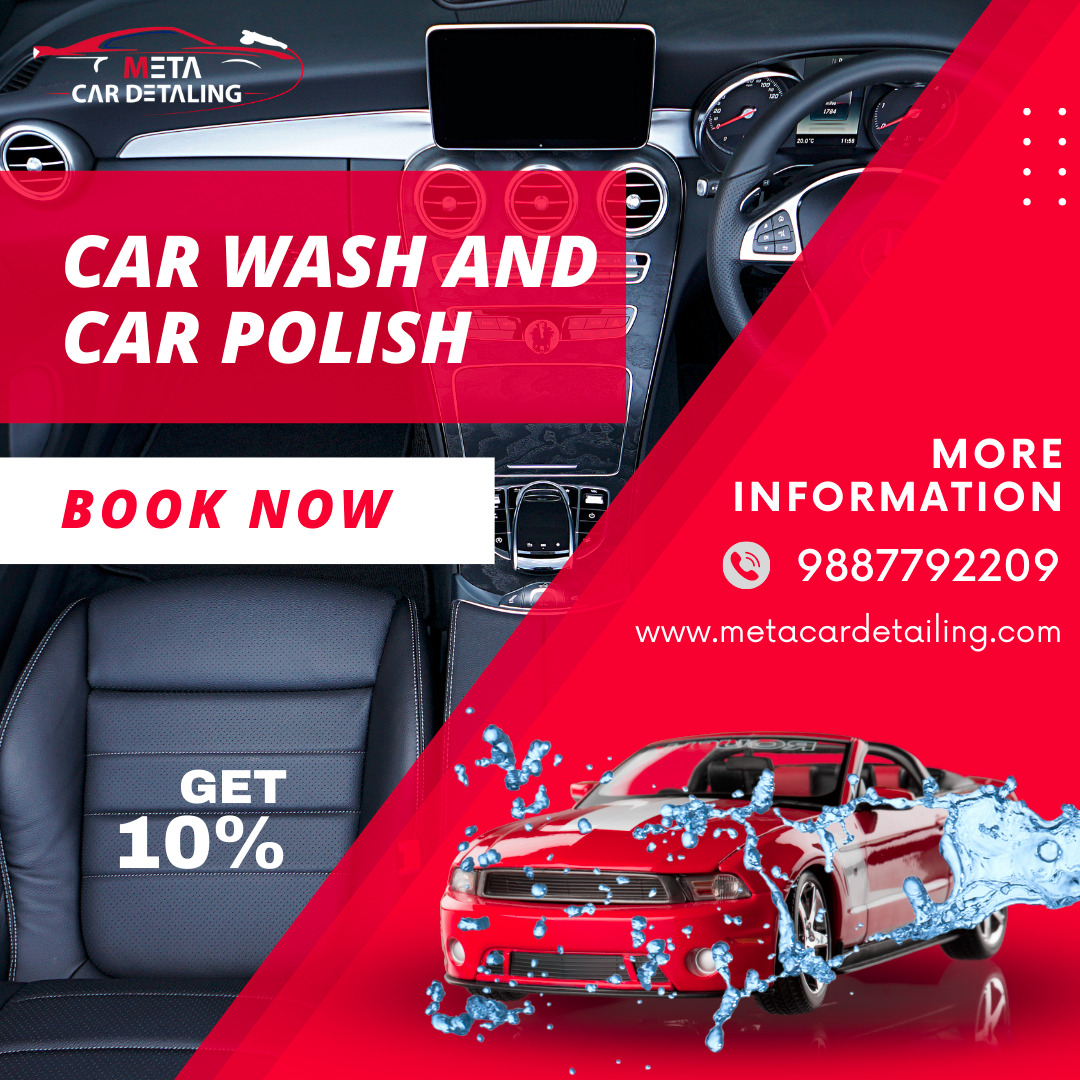 META
CAR DETALING
CAR WASH AND
CAR POLISH
BOOK NOW
MORE
INFORMATION
9887792209
www.metacardetailing.com
GET
10%